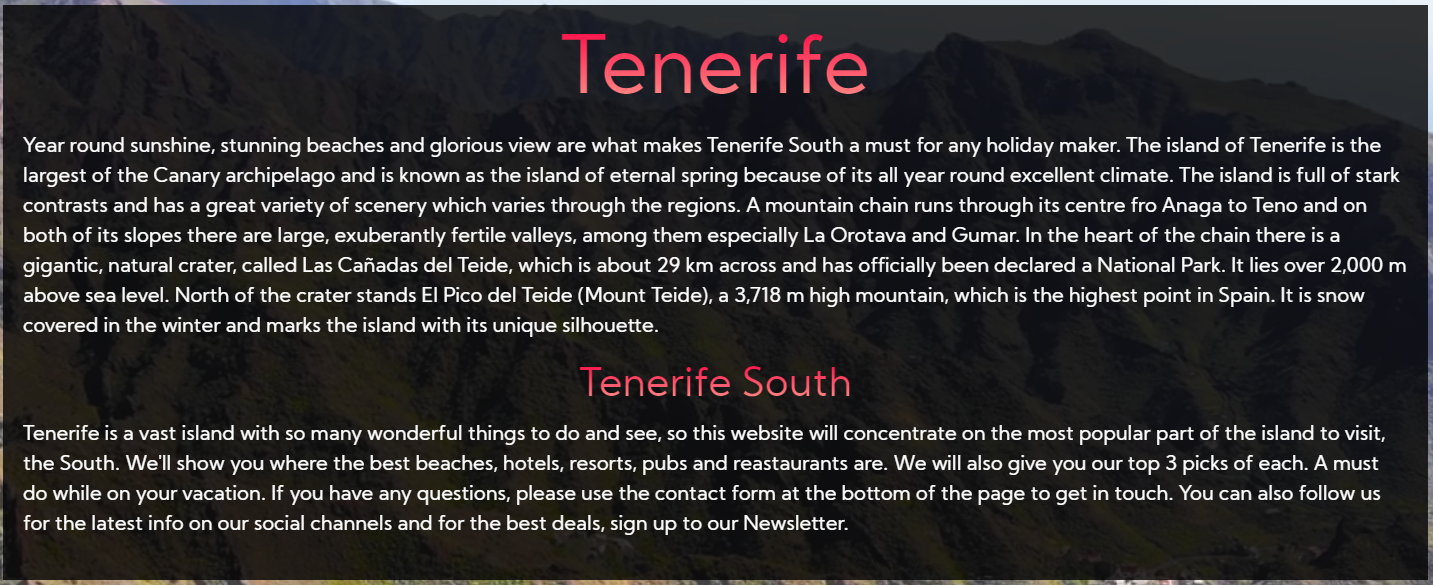 Tenerife
Year round sunshine, stunning beaches and glorious view are what makes Tenerife South a must for any holiday maker. The island of Tenerife is the
largest of the Canary archipelago and is known as the island of eternal spring because of its all year round excellent climate. The island is full of stark
contrasts and has a great variety of scenery which varies through the regions. A mountain chain runs through its centre fro Anaga to Teno and on
both of its slopes there are large, exuberantly fertile valleys, among them especially La Orotava and Gumar. In the heart of the chain there is a
gigantic, natural crater, called Las Cañadas del Teide, which is about 29 km across and has officially been declared a National Park. It lies over 2,000 m
above sea level. North of the crater stands El Pico del Teide (Mount Teide), a 3,718 m high mountain, which is the highest point in Spain. It is snow
covered in the winter and marks the island with its unique silhouette.
Tenerife South
Tenerife is a vast island with so many wonderful things to do and see, so this website will concentrate on the most popular part of the island to visit,
the South. We'll show you where the best beaches, hotels, resorts, pubs and reastaurants are. We will also give you our top 3 picks of each. A must
do while on your vacation. If you have any questions, please use the contact form at the bottom of the page to get in touch. You can also follow us
for the latest info on our social channels and for the best deals, sign up to our Newsletter.